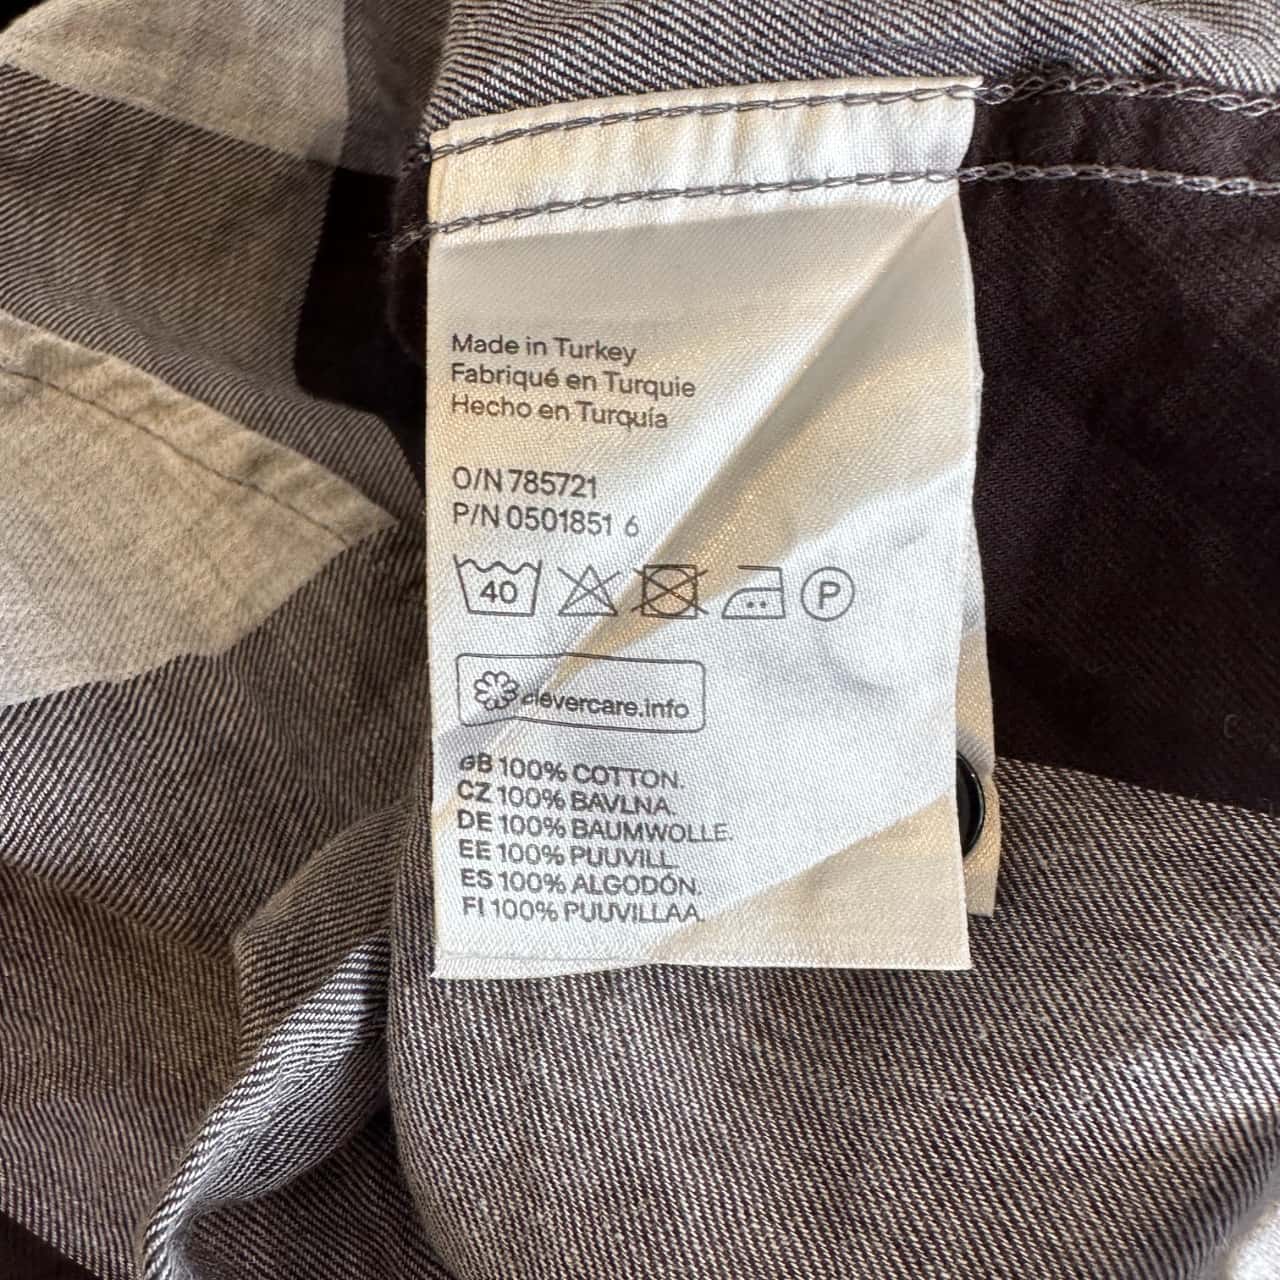 Made in Turkey
Fabriqué en Turquie
Hecho en Turquía
O/N 785721
P/N 0501851 6
40 P
clevercare.info
GB 100% COTTON.
CZ 100% BAVLNA.
DE 100% BAUMWOLLE.
EE 100% PUUVILL.
ES 100% ALGODÓN.
FI 100% PUUVILLAA.